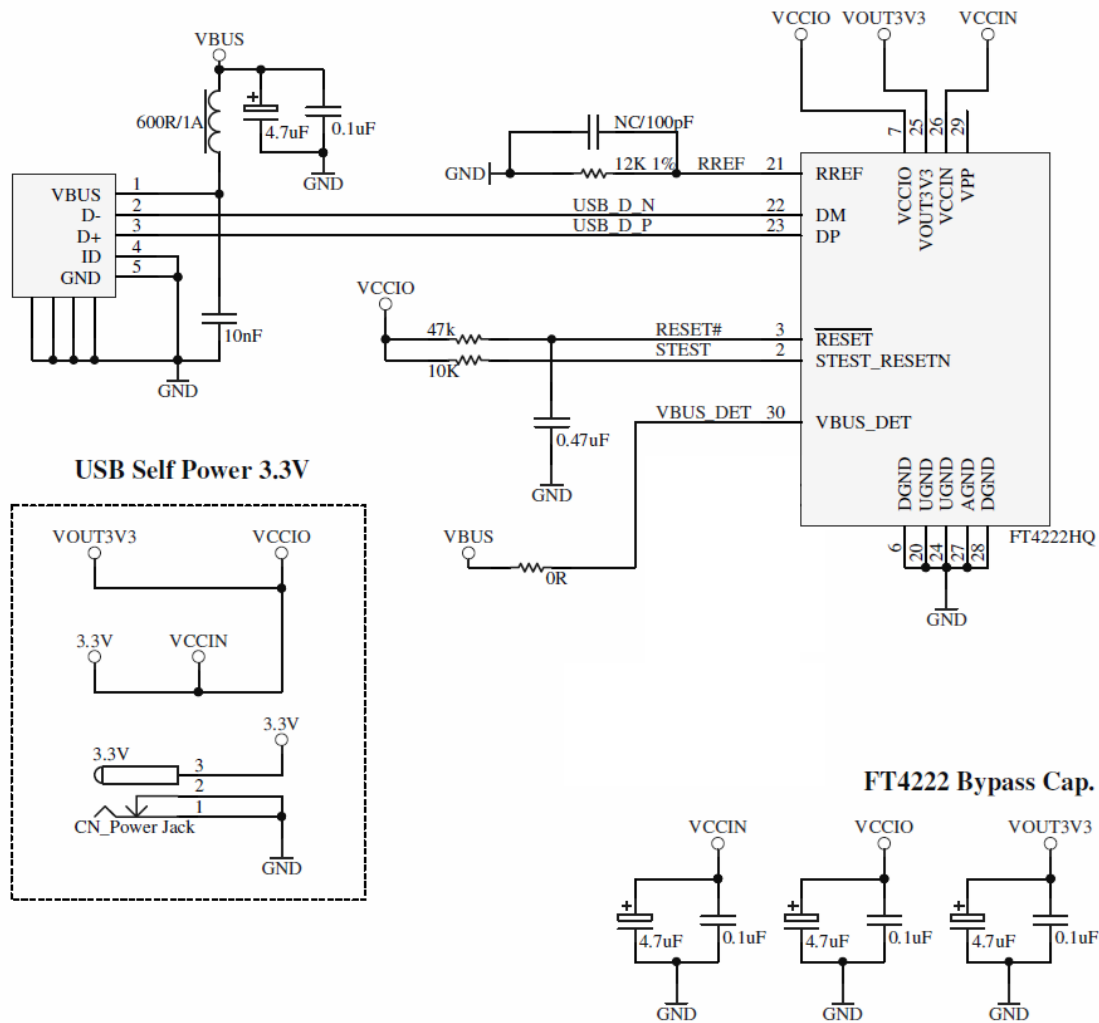 VCCIO VOUT3V3 VCCIN
VBUS
600R/1A
+
4.7uF 0.1uF
GND
NC/100pF
GND 12K 1% RREF 21 RREF
7 25 26 29
VCCIO VOUT3V3 VCCIN VPP
VBUS 1
D- 2 USB_D_N 22 DM
D+ 3 USB_D_P 23 DP
ID 4
GND 5
10nF
GND
VCCIO
47k RESET# 3 RESET
10K STEST 2 STEST_RESETN
0.47uF
GND
VBUS_DET 30 VBUS_DET
DGND UGND UGND AGND DGND
6 20 24 27 28
FT4222HQ
GND
VBUS
0R
USB Self Power 3.3V
VOUT3V3 VCCIO
3.3V VCCIN
3.3V
3.3V 3
2
1
CN_Power Jack
GND
FT4222 Bypass Cap.
VCCIN VCCIO VOUT3V3
+ + +
4.7uF 0.1uF 4.7uF 0.1uF 4.7uF 0.1uF
GND GND GND